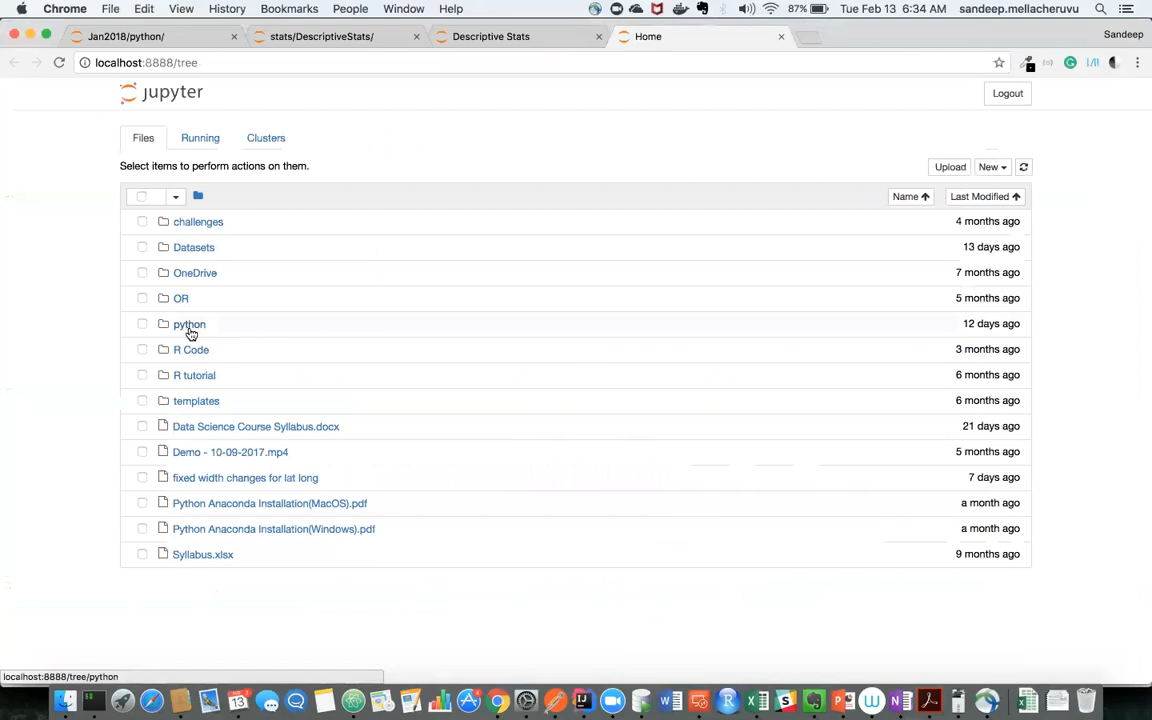 Chrome File Edit View History Bookmarks People Window Help 87% Tue Feb 13 6:34 AM sandeep.mellacheruvu
Jan2018/python/ stats/DescriptiveStats/ Descriptive Stats Home Sandeep
localhost:8888/tree
jupyter Logout
Files Running Clusters
Select items to perform actions on them. Upload New
Name Last Modified
challenges 4 months ago
Datasets 13 days ago
OneDrive 7 months ago
OR 5 months ago
python 12 days ago
R Code 3 months ago
R tutorial 6 months ago
templates 6 months ago
Data Science Course Syllabus.docx 21 days ago
Demo - 10-09-2017.mp4 5 months ago
fixed width changes for lat long 7 days ago
Python Anaconda Installation(MacOS).pdf a month ago
Python Anaconda Installation(Windows).pdf a month ago
Syllabus.xlsx 9 months ago
localhost:8888/tree/python